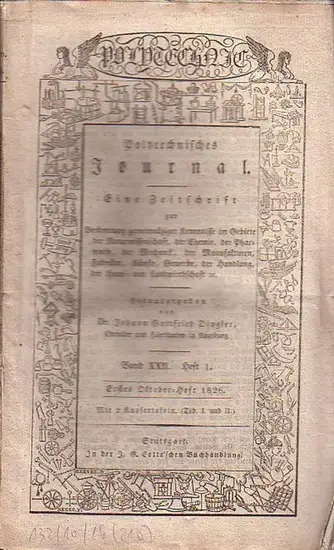 POLYTECHNIC
Polytechnisches
Journal.
Eine Zeitschrift
zur
Verbreitung gemeinnüziger Kenntnisse im Gebiete
der Naturwissenschaft, der Chemie, der Phar-
macie, der Mechanik, der Manufakturen,
Fabriken, Künste, Gewerbe, der Handlung,
der Haus- und Landwirthschaft ec.
Herausgegeben
von
Dr. Johann Gottfried Dingler,
Chemiker und Fabrikanten in Augsburg.
Band XXII. Heft 1.
Erstes Oktober-Heft 1826.
Mit 2 Kupfertafeln. (Tab. I. und II.)
Stuttgart.
In der J. G. Cotta'schen Buchhandlung.